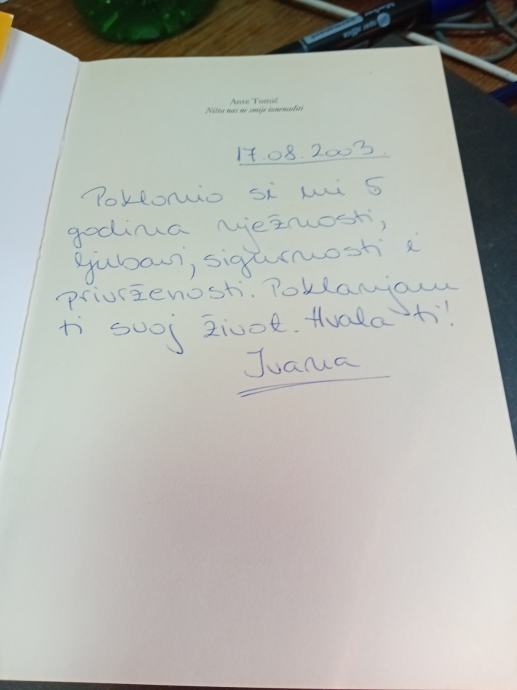 Ante Tomić
Ništa nas ne smije iznenaditi
17.08.2003.
Poklonio si mi 5
godina nježnosti,
ljubavi, sigurnosti i
privrženosti. Poklanjam
ti svoj život. Hvala ti!
Ivana